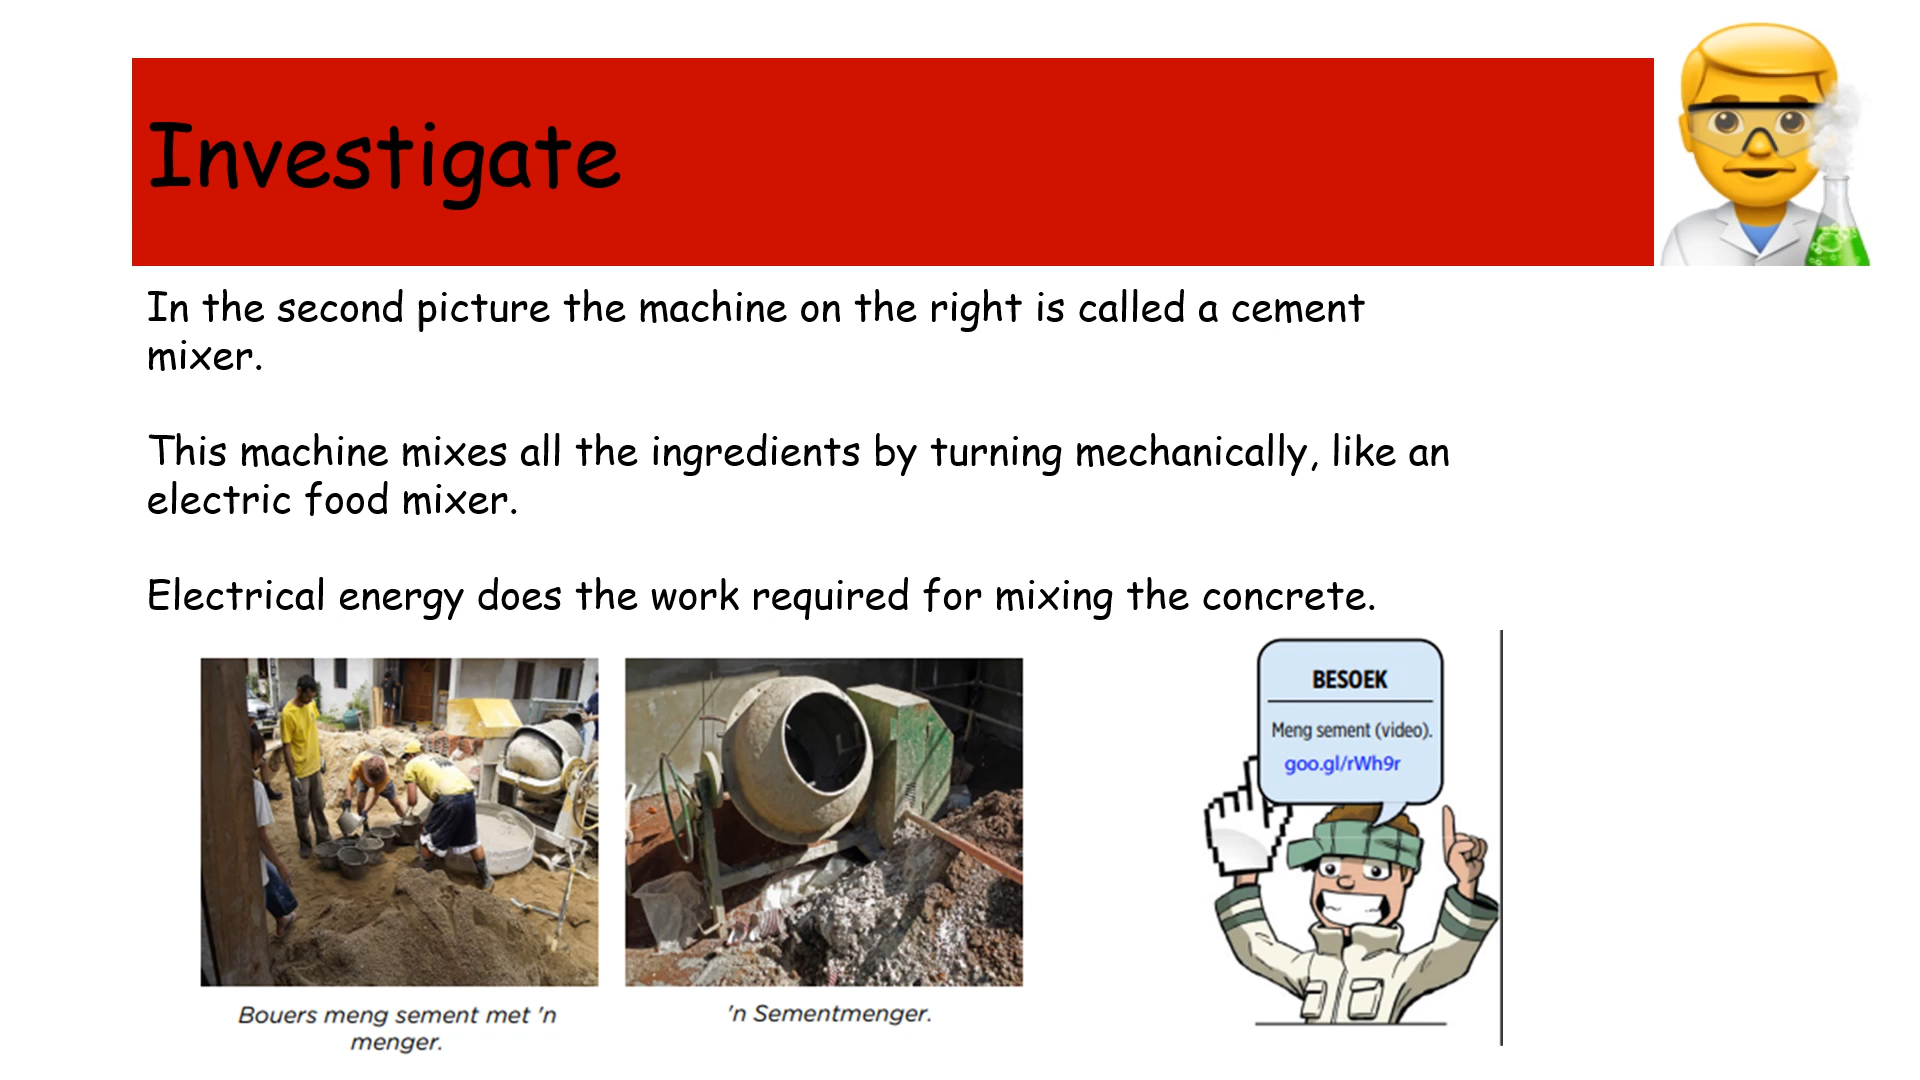 Investigate
In the second picture the machine on the right is called a cement
mixer.
This machine mixes all the ingredients by turning mechanically, like an
electric food mixer.
Electrical energy does the work required for mixing the concrete.
Bouers meng sement met 'n
menger.
'n Sementmenger.
BESOEK
Meng sement (video).
goo.gl/rWh9r